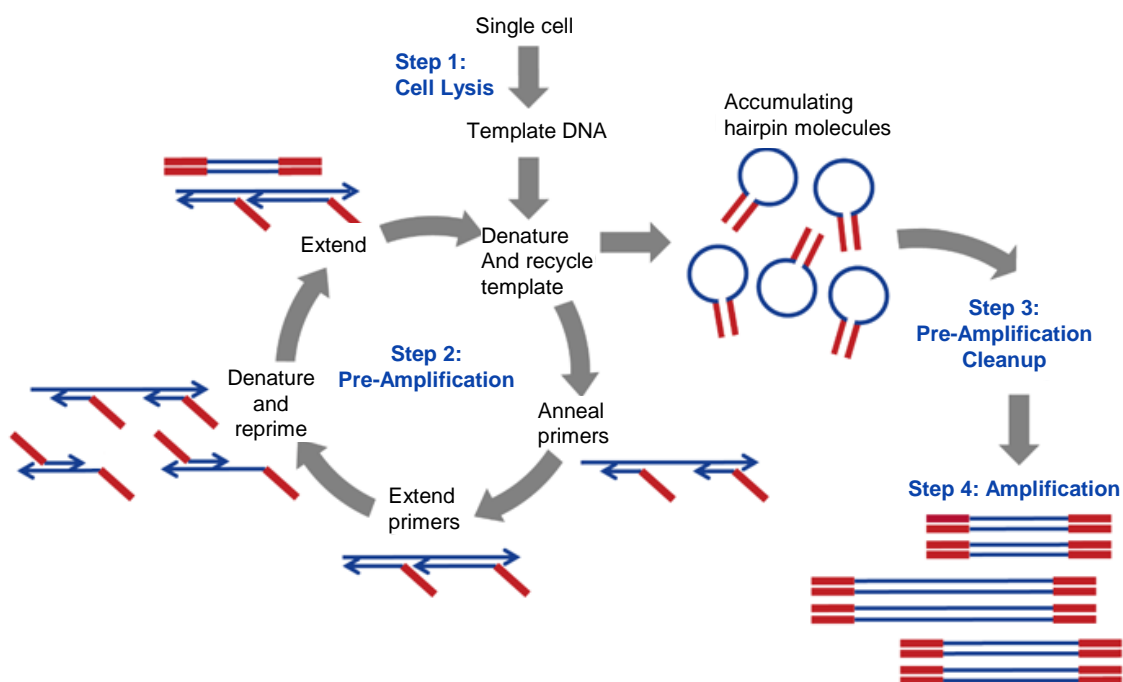 Single cell
Step 1:
Cell Lysis
Template DNA
Accumulating
hairpin molecules
Extend
Denature
And recycle
template
Step 3:
Pre-Amplification
Cleanup
Step 2:
Pre-Amplification
Denature
and
reprime
Anneal
primers
Extend
primers
Step 4: Amplification